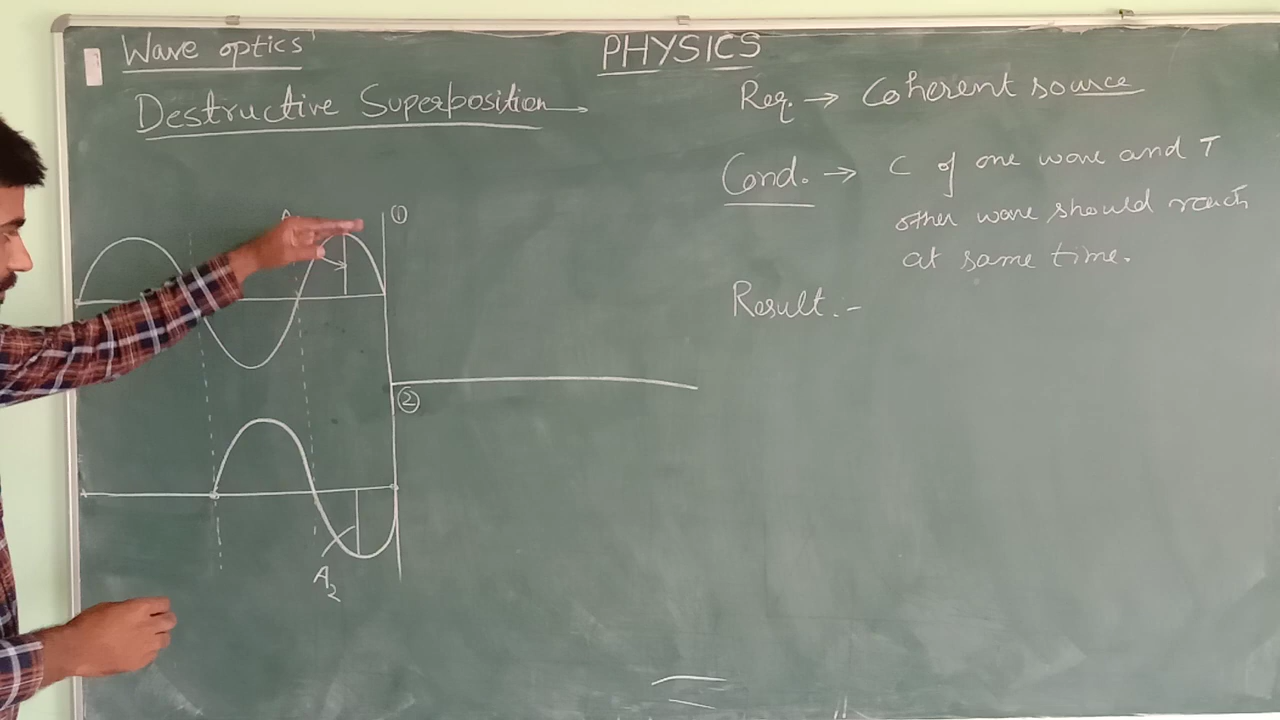 Wave optics
PHYSICS
Destructive Superposition →
Req. → Coherent source
Cond. → C of one wave and T
other wave should reach
at same time.
Result :-
①
②
A2